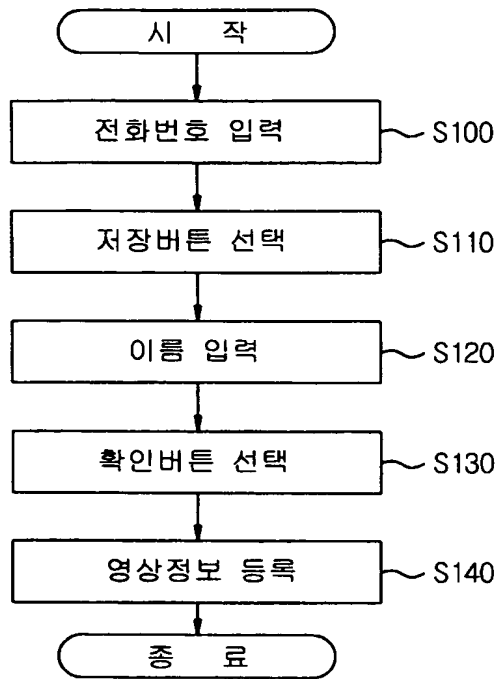 시 작
전화번호 입력 S100
저장버튼 선택 S110
이름 입력 S120
확인버튼 선택 S130
영상정보 등록 S140
종 료